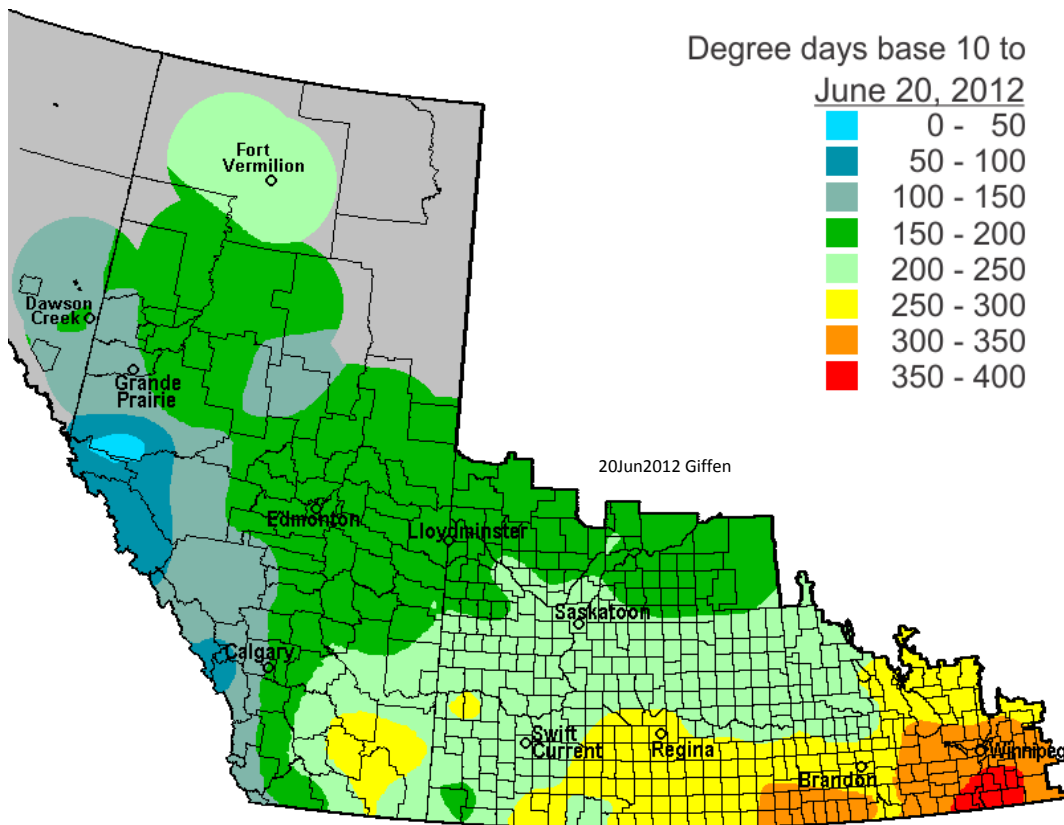 Degree days base 10 to
June 20, 2012
0 - 50
50 - 100
100 - 150
150 - 200
200 - 250
250 - 300
300 - 350
350 - 400
Fort
Vermilion
Dawson
Creek
Grande
Prairie
20Jun2012 Giffen
Edmonton
Lloydminster
Saskatoon
Calgary
Swift
Current
Regina
Winnipeg
Brandon